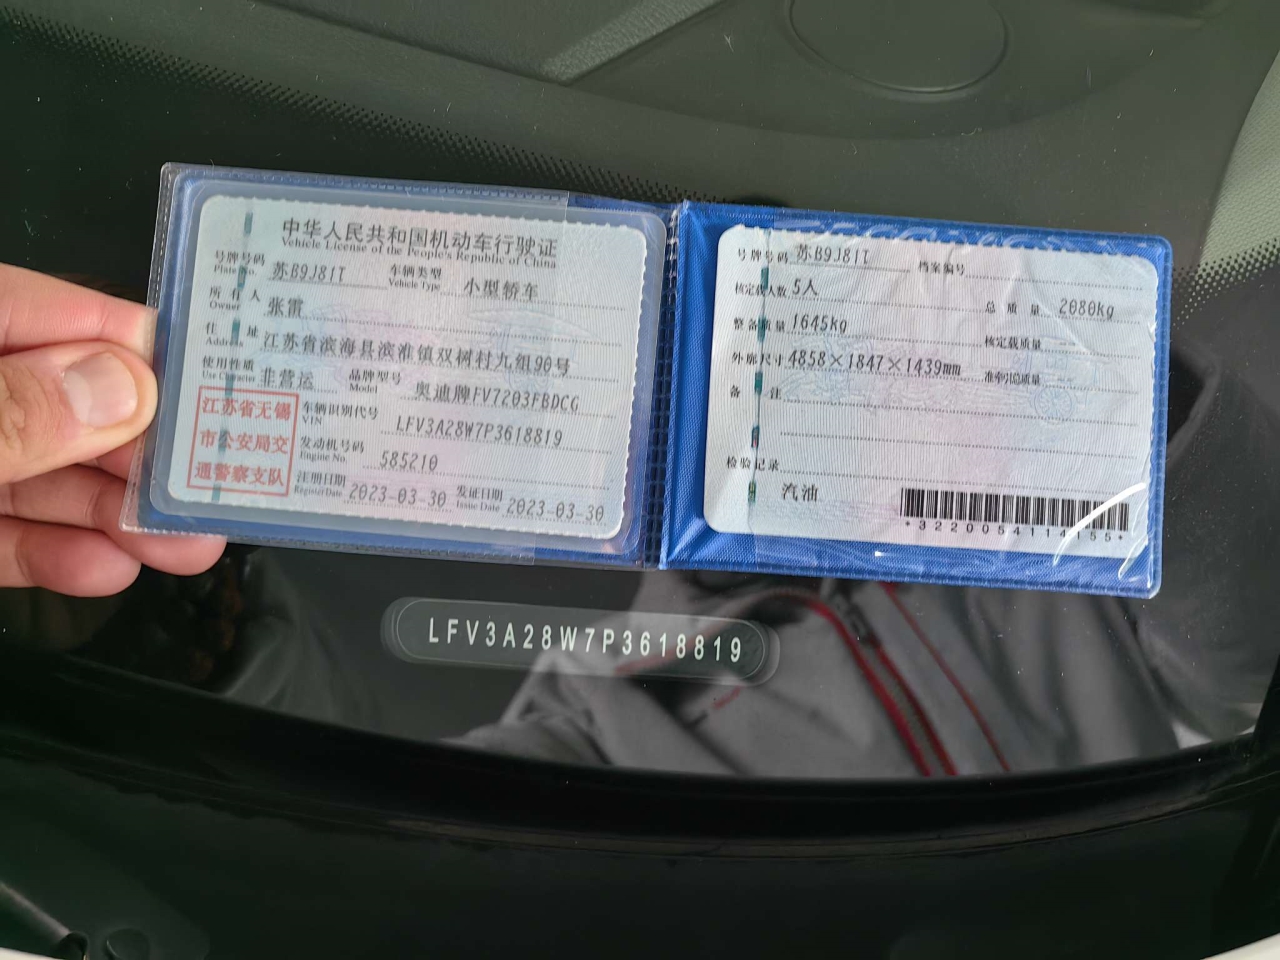 中华人民共和国机动车行驶证
Vehicle License of the People's Republic of China
号牌号码 苏B9J81T 车辆类型 小型轿车
Plate No. Vehicle Type
所有人 张雷
Owner
住址 江苏省滨海县滨淮镇双树村九组90号
Address
使用性质 非营运 品牌型号 奥迪牌FV7203FBDCG
Use Character Model
江苏省无锡
市公安局交
通警察支队
车辆识别代号 LFV3A28W7P3618819
VIN
发动机号码 585210
Engine No.
注册日期 2023-03-30 发证日期 2023-03-30
Register Date Issue Date
号牌号码 苏B9J81T 档案编号
核定载人数 5人 总质量 2080kg
整备质量 1645kg 核定载质量
外廓尺寸 4858×1847×1439mm 准牵引总质量 --
备注
检验记录
汽油
*3220054114155*
LFV3A28W7P3618819